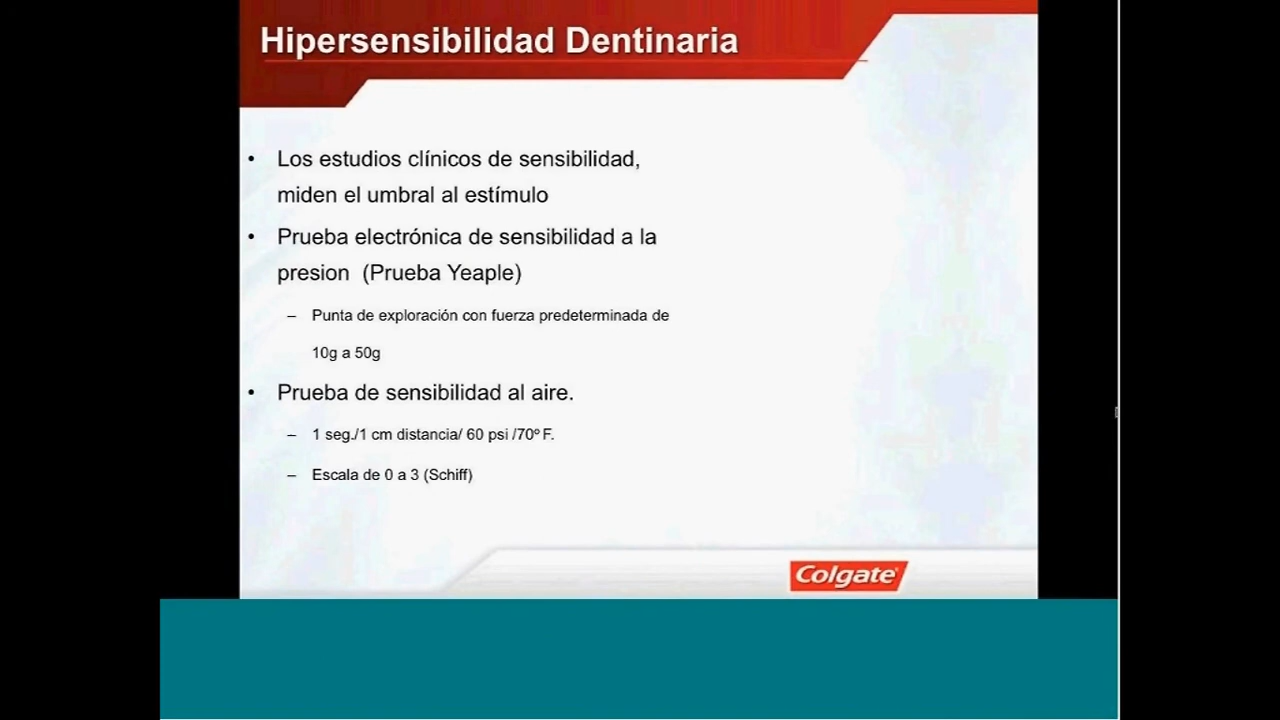 Hipersensibilidad Dentinaria
• Los estudios clínicos de sensibilidad,
miden el umbral al estímulo
• Prueba electrónica de sensibilidad a la
presion (Prueba Yeaple)
– Punta de exploración con fuerza predeterminada de
10g a 50g
• Prueba de sensibilidad al aire.
– 1 seg./1 cm distancia/ 60 psi /70º F.
– Escala de 0 a 3 (Schiff)
Colgate